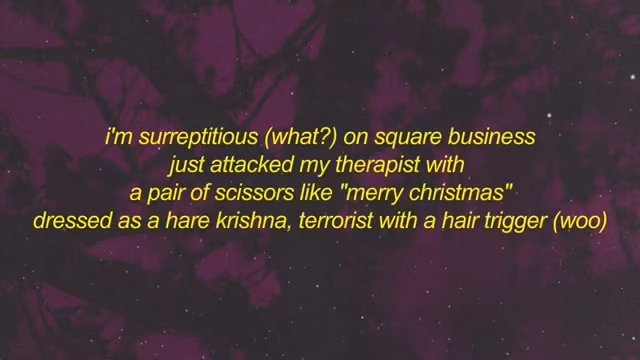 i'm surreptitious (what?) on square business
just attacked my therapist with
a pair of scissors like "merry christmas"
dressed as a hare krishna, terrorist with a hair trigger (woo)